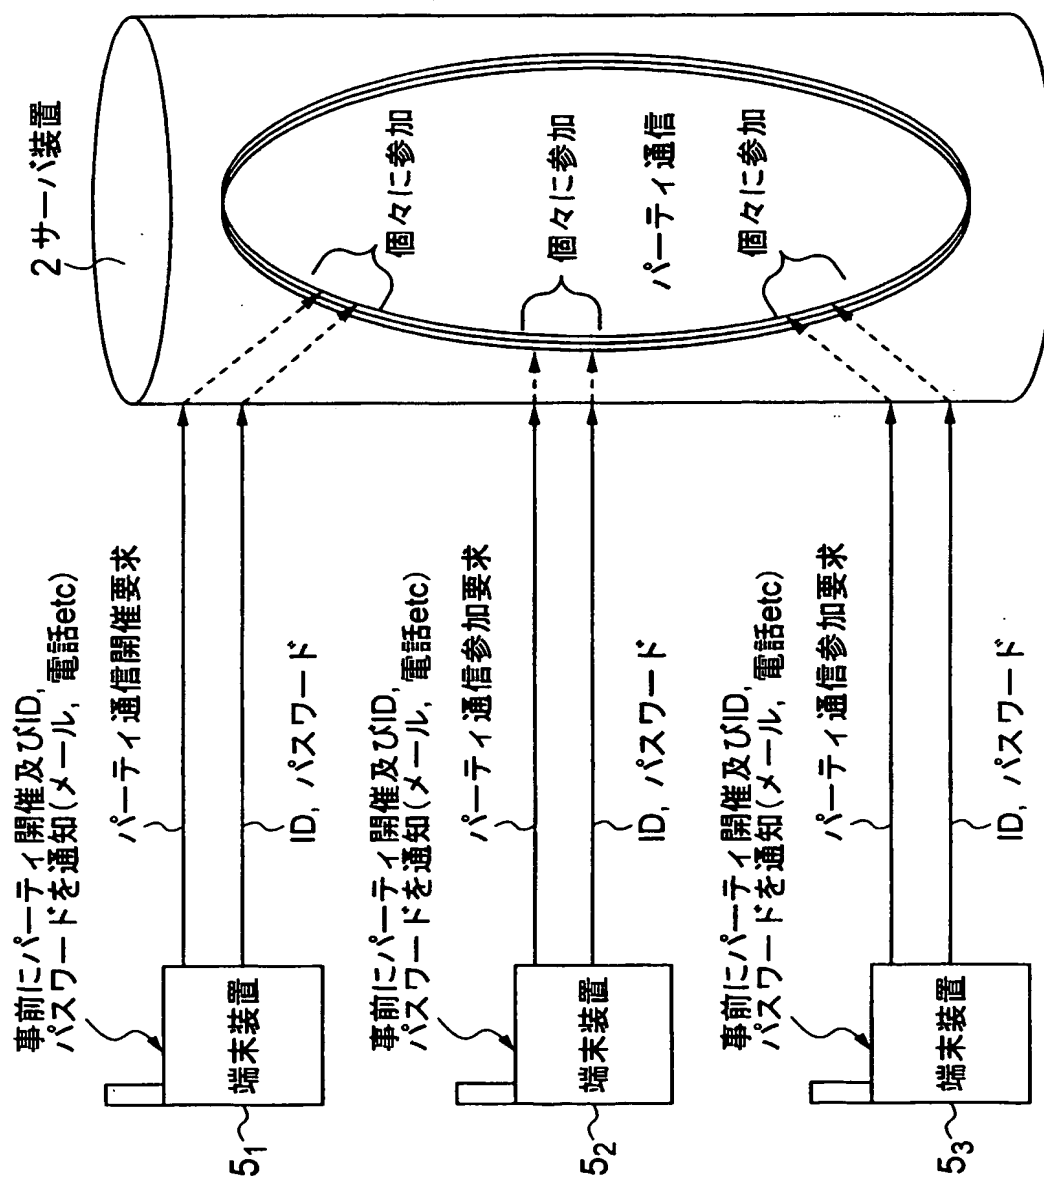 2 サーバ装置
事前にパーティ開催及びID,
パスワードを通知(メール, 電話etc)
パーティ通信開催要求
ID, パスワード
端末装置
5₁
個々に参加
事前にパーティ開催及びID,
パスワードを通知(メール, 電話etc)
パーティ通信参加要求
ID, パスワード
端末装置
5₂
個々に参加
パーティ通信
事前にパーティ開催及びID,
パスワードを通知(メール, 電話etc)
パーティ通信参加要求
ID, パスワード
端末装置
5₃
個々に参加